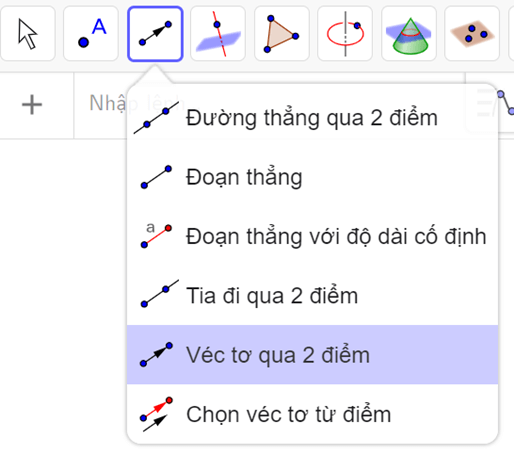 A
Nhập lệnh...
Đường thẳng qua 2 điểm
Đoạn thẳng
a
Đoạn thẳng với độ dài cố định
Tia đi qua 2 điểm
Véc tơ qua 2 điểm
Chọn véc tơ từ điểm